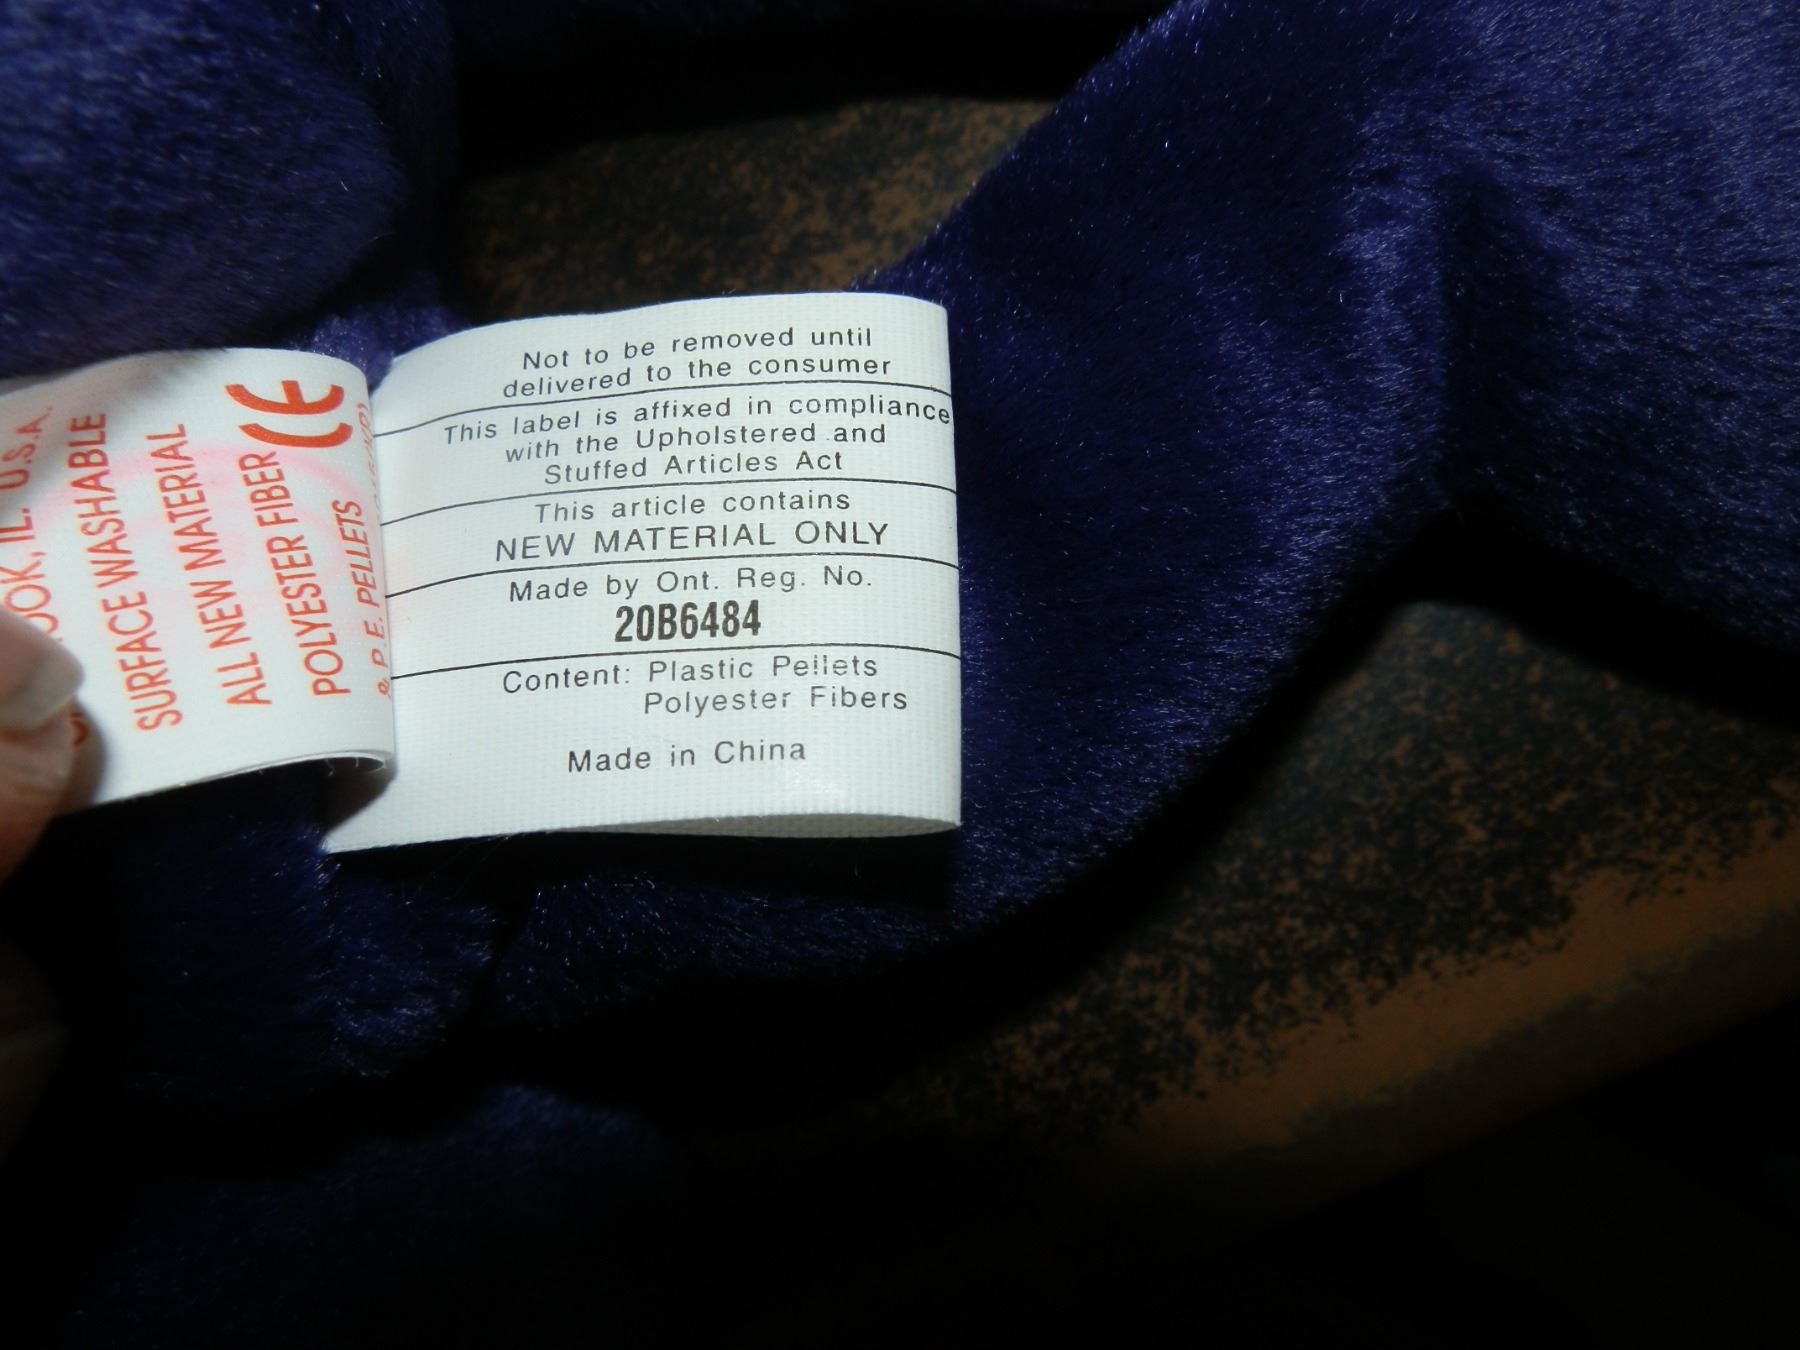 OOK, IL. U.S.A.
SURFACE WASHABLE
ALL NEW MATERIAL
POLYESTER FIBER
& P.E. PELLETS
CE
Not to be removed until
delivered to the consumer
This label is affixed in compliance
with the Upholstered and
Stuffed Articles Act
This article contains
NEW MATERIAL ONLY
Made by Ont. Reg. No.
20B6484
Content: Plastic Pellets
Polyester Fibers
Made in China